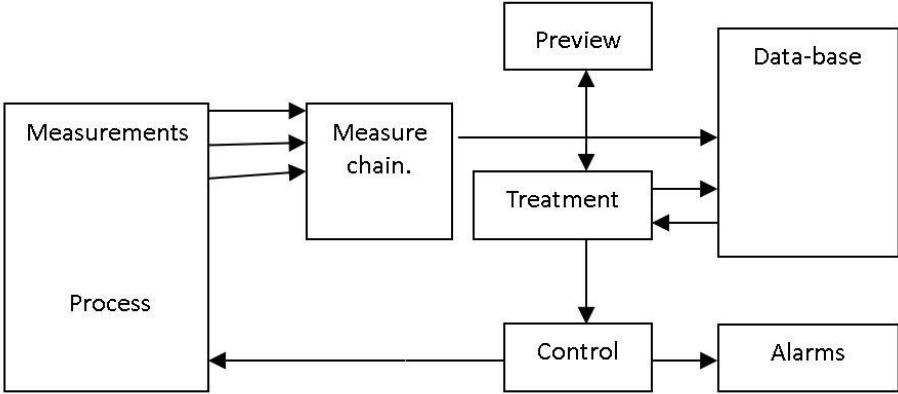 Preview
Data-base
Measurements
Measure
chain.
Treatment
Process
Control
Alarms